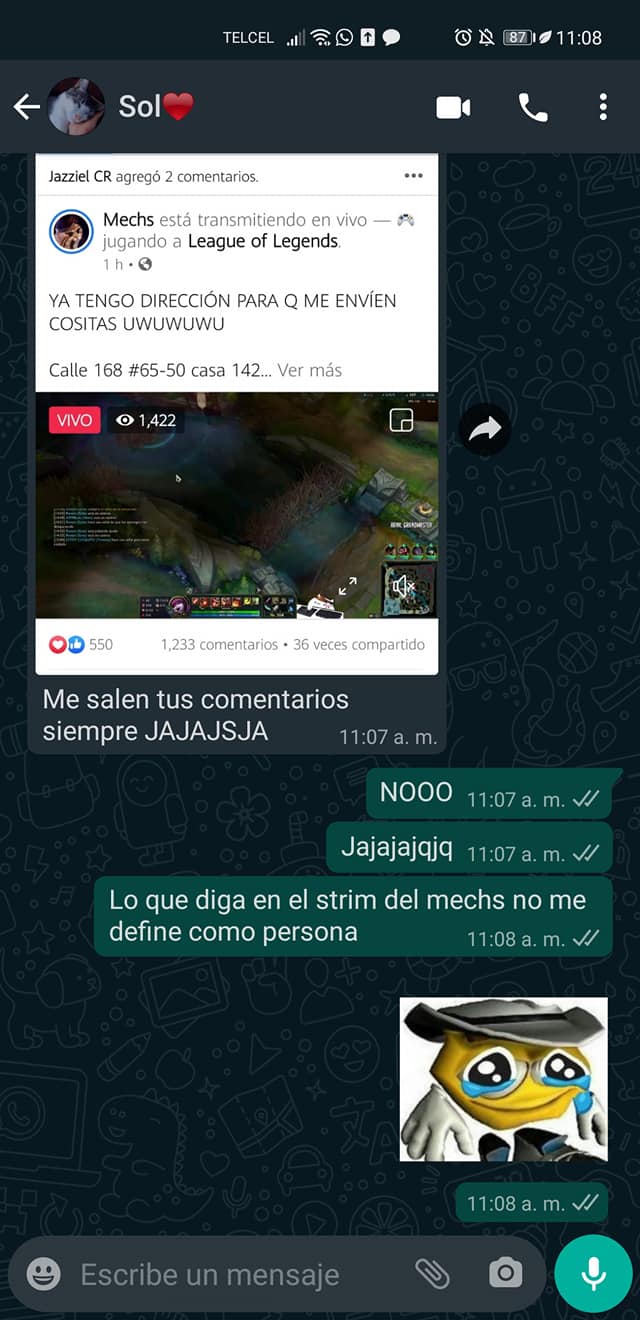 TELCEL 87 11:08
Sol
Jazziel CR agregó 2 comentarios.
Mechs está transmitiendo en vivo —
jugando a League of Legends.
1 h •
YA TENGO DIRECCIÓN PARA Q ME ENVÍEN
COSITAS UWUWUWU
Calle 168 #65-50 casa 142... Ver más
VIVO 1,422
550 1,233 comentarios • 36 veces compartido
Me salen tus comentarios
siempre JAJAJSJA
11:07 a. m.
NOOO 11:07 a. m.
Jajajajqjq 11:07 a. m.
Lo que diga en el strim del mechs no me
define como persona
11:08 a. m.
11:08 a. m.
Escribe un mensaje